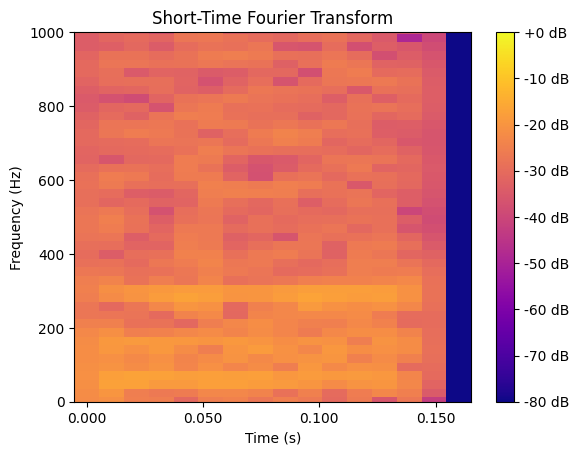 Short-Time Fourier Transform
Frequency (Hz)
1000
800
600
400
200
0
0.000
0.050
0.100
0.150
Time (s)
+0 dB
-10 dB
-20 dB
-30 dB
-40 dB
-50 dB
-60 dB
-70 dB
-80 dB